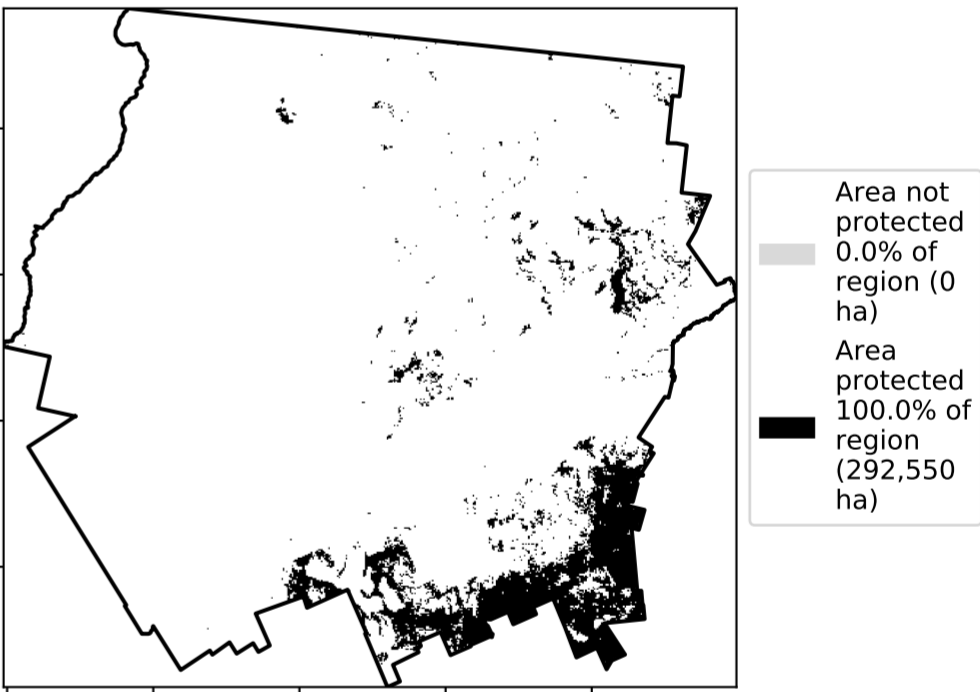 Area not
protected
0.0% of
region (0
ha)
Area
protected
100.0% of
region
(292,550
ha)